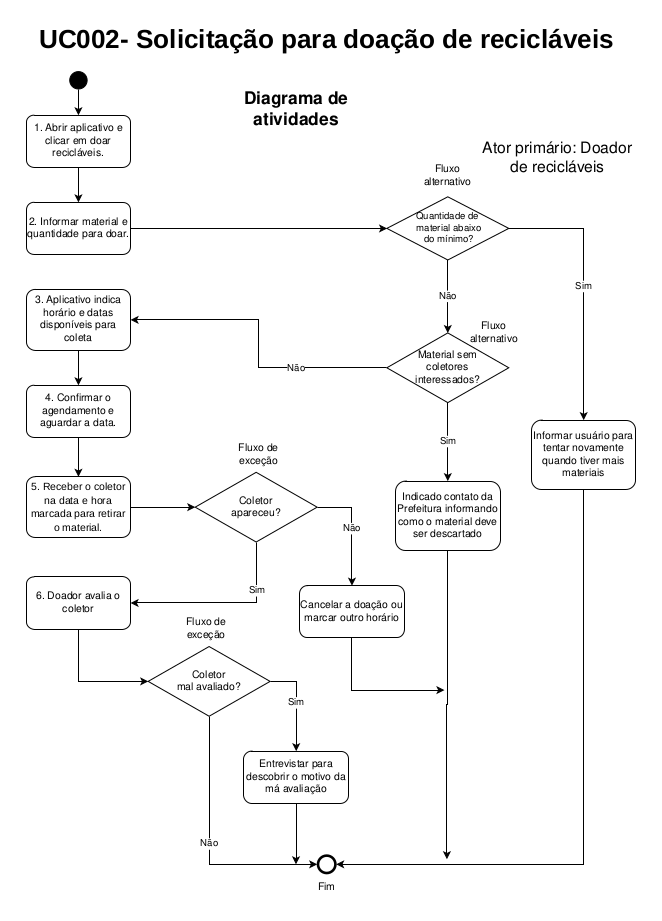 UC002- Solicitação para doação de recicláveis
Diagrama de
atividades
Ator primário: Doador
de recicláveis
1. Abrir aplicativo e
clicar em doar
recicláveis.
2. Informar material e
quantidade para doar.
Fluxo
alternativo
Quantidade de
material abaixo
do mínimo?
Sim
Não
3. Aplicativo indica
horário e datas
disponíveis para
coleta
Fluxo
alternativo
Material sem
coletores
interessados?
Não
Sim
4. Confirmar o
agendamento e
aguardar a data.
Informar usuário para
tentar novamente
quando tiver mais
materiais
Fluxo de
exceção
5. Receber o coletor
na data e hora
marcada para retirar
o material.
Coletor
apareceu?
Não
Sim
Indicado contato da
Prefeitura informando
como o material deve
ser descartado
6. Doador avalia o
coletor
Cancelar a doação ou
marcar outro horário
Fluxo de
exceção
Coletor
mal avaliado?
Sim
Entrevistar para
descobrir o motivo da
má avaliação
Não
Fim